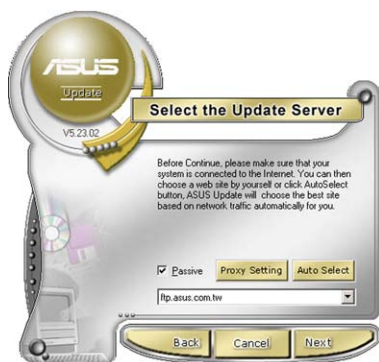 ASUS
Update
V5.23.02
Select the Update Server
Before Continue, please make sure that your
system is connected to the Internet. You can then
choose a web site by yourself or click AutoSelect
button, ASUS Update will choose the best site
based on network traffic automatically for you.
Passive
Proxy Setting
Auto Select
ftp.asus.com.tw
Back
Cancel
Next